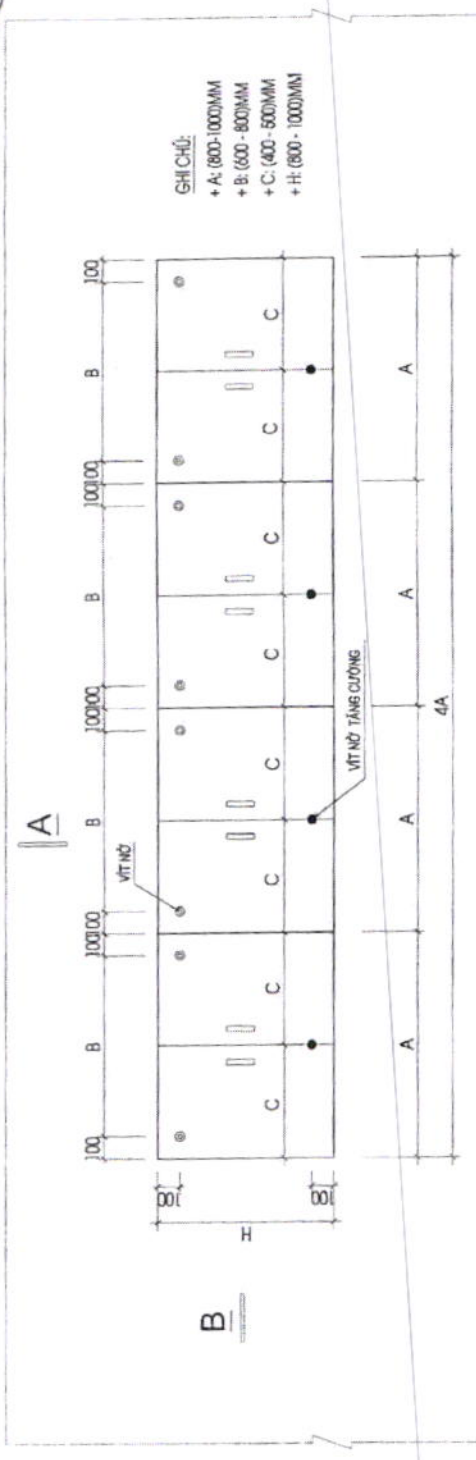 A
100 B 100 100 B 100 100 B 100 100 B 100
VÍT NỞ
GHI CHÚ:
+ A: (800-1000)MM
+ B: (600 - 800)MM
+ C: (400 - 500)MM
+ H: (800 - 1000)MM
B
H
100
100
C C C C C C C C
VÍT NỞ TĂNG CƯỜNG
A A A A
4A